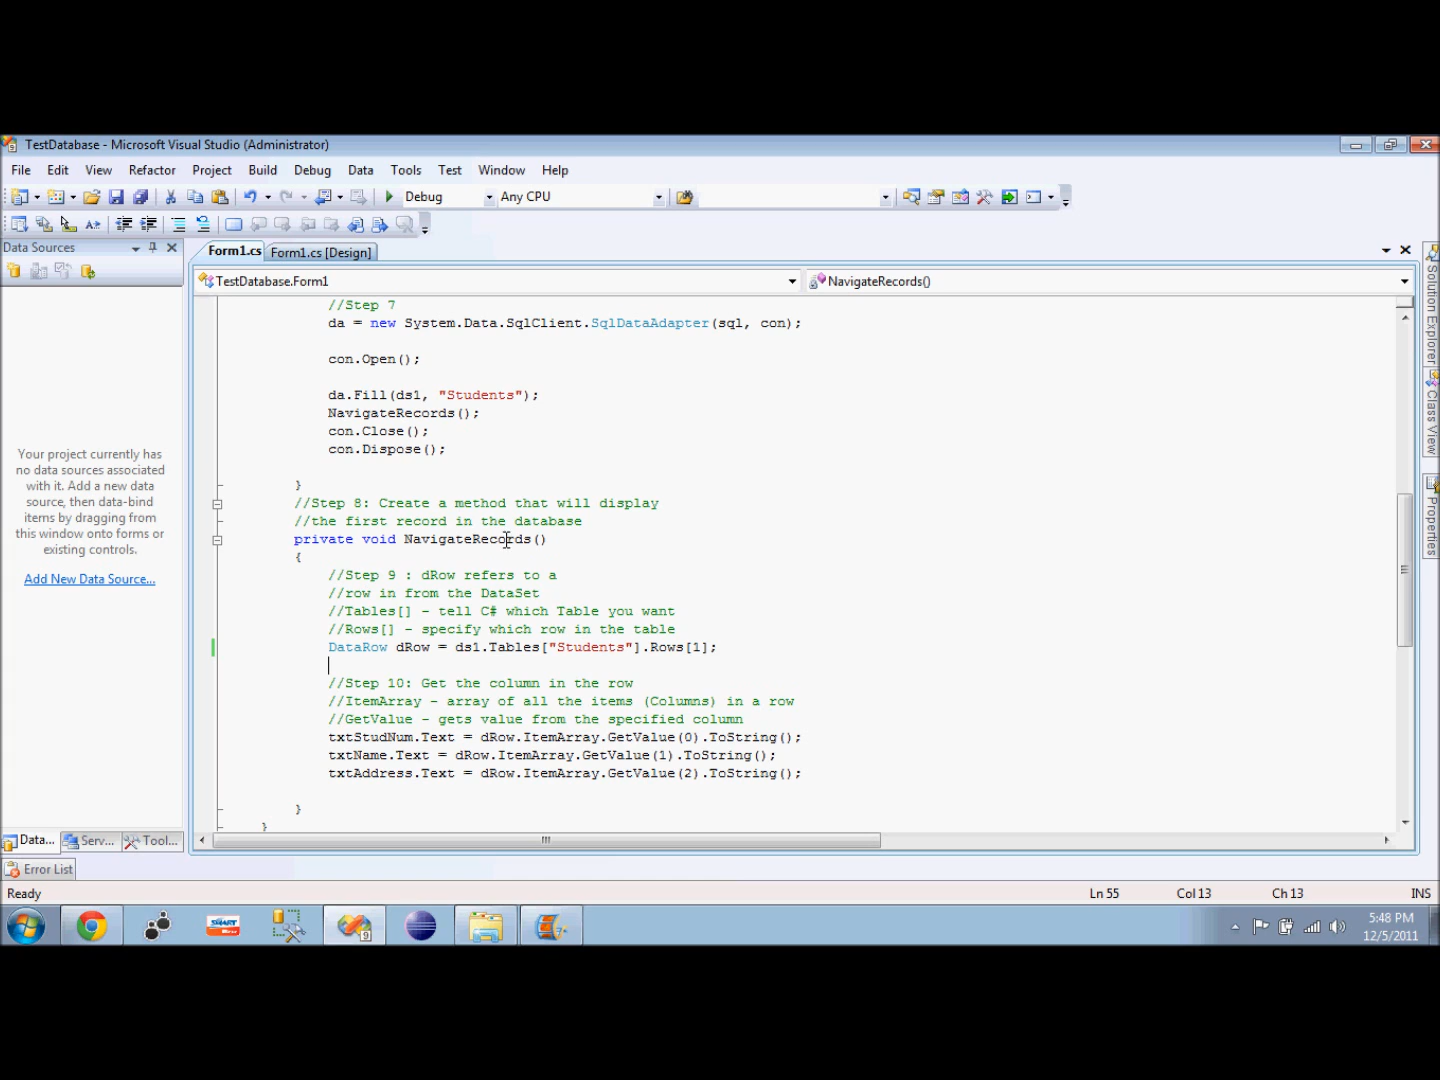 TestDatabase - Microsoft Visual Studio (Administrator)
File Edit View Refactor Project Build Debug Data Tools Test Window Help
Debug Any CPU
Data Sources
Form1.cs Form1.cs [Design]
TestDatabase.Form1 NavigateRecords()
//Step 7
da = new System.Data.SqlClient.SqlDataAdapter(sql, con);
con.Open();
da.Fill(ds1, "Students");
NavigateRecords();
con.Close();
con.Dispose();
}
//Step 8: Create a method that will display
//the first record in the database
private void NavigateRecords()
{
//Step 9 : dRow refers to a
//row in from the DataSet
//Tables[] - tell C# which Table you want
//Rows[] - specify which row in the table
DataRow dRow = ds1.Tables["Students"].Rows[1];
//Step 10: Get the column in the row
//ItemArray - array of all the items (Columns) in a row
//GetValue - gets value from the specified column
txtStudNum.Text = dRow.ItemArray.GetValue(0).ToString();
txtName.Text = dRow.ItemArray.GetValue(1).ToString();
txtAddress.Text = dRow.ItemArray.GetValue(2).ToString();
}
}
Your project currently has
no data sources associated
with it. Add a new data
source, then data-bind
items by dragging from
this window onto forms or
existing controls.
Add New Data Source...
Data... Serv... Tool...
Solution Explorer
Class View
Properties
Error List
Ready Ln 55 Col 13 Ch 13 INS
SMART
9
5:48 PM
12/5/2011